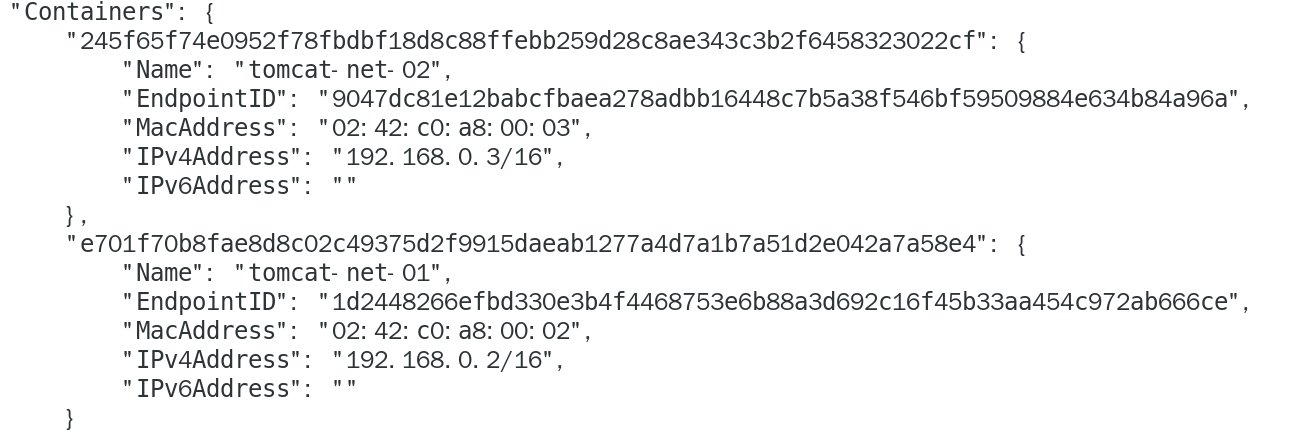 "Containers": {
"245f65f74e0952f78fbdbf18d8c88ffebb259d28c8ae343c3b2f6458323022cf": {
"Name": "tomcat-net-02",
"EndpointID": "9047dc81e12babcfbaea278adbb16448c7b5a38f546bf59509884e634b84a96a",
"MacAddress": "02:42:c0:a8:00:03",
"IPv4Address": "192.168.0.3/16",
"IPv6Address": ""
},
"e701f70b8fae8d8c02c49375d2f9915daeab1277a4d7a1b7a51d2e042a7a58e4": {
"Name": "tomcat-net-01",
"EndpointID": "1d2448266efbd330e3b4f4468753e6b88a3d692c16f45b33aa454c972ab666ce",
"MacAddress": "02:42:c0:a8:00:02",
"IPv4Address": "192.168.0.2/16",
"IPv6Address": ""
}